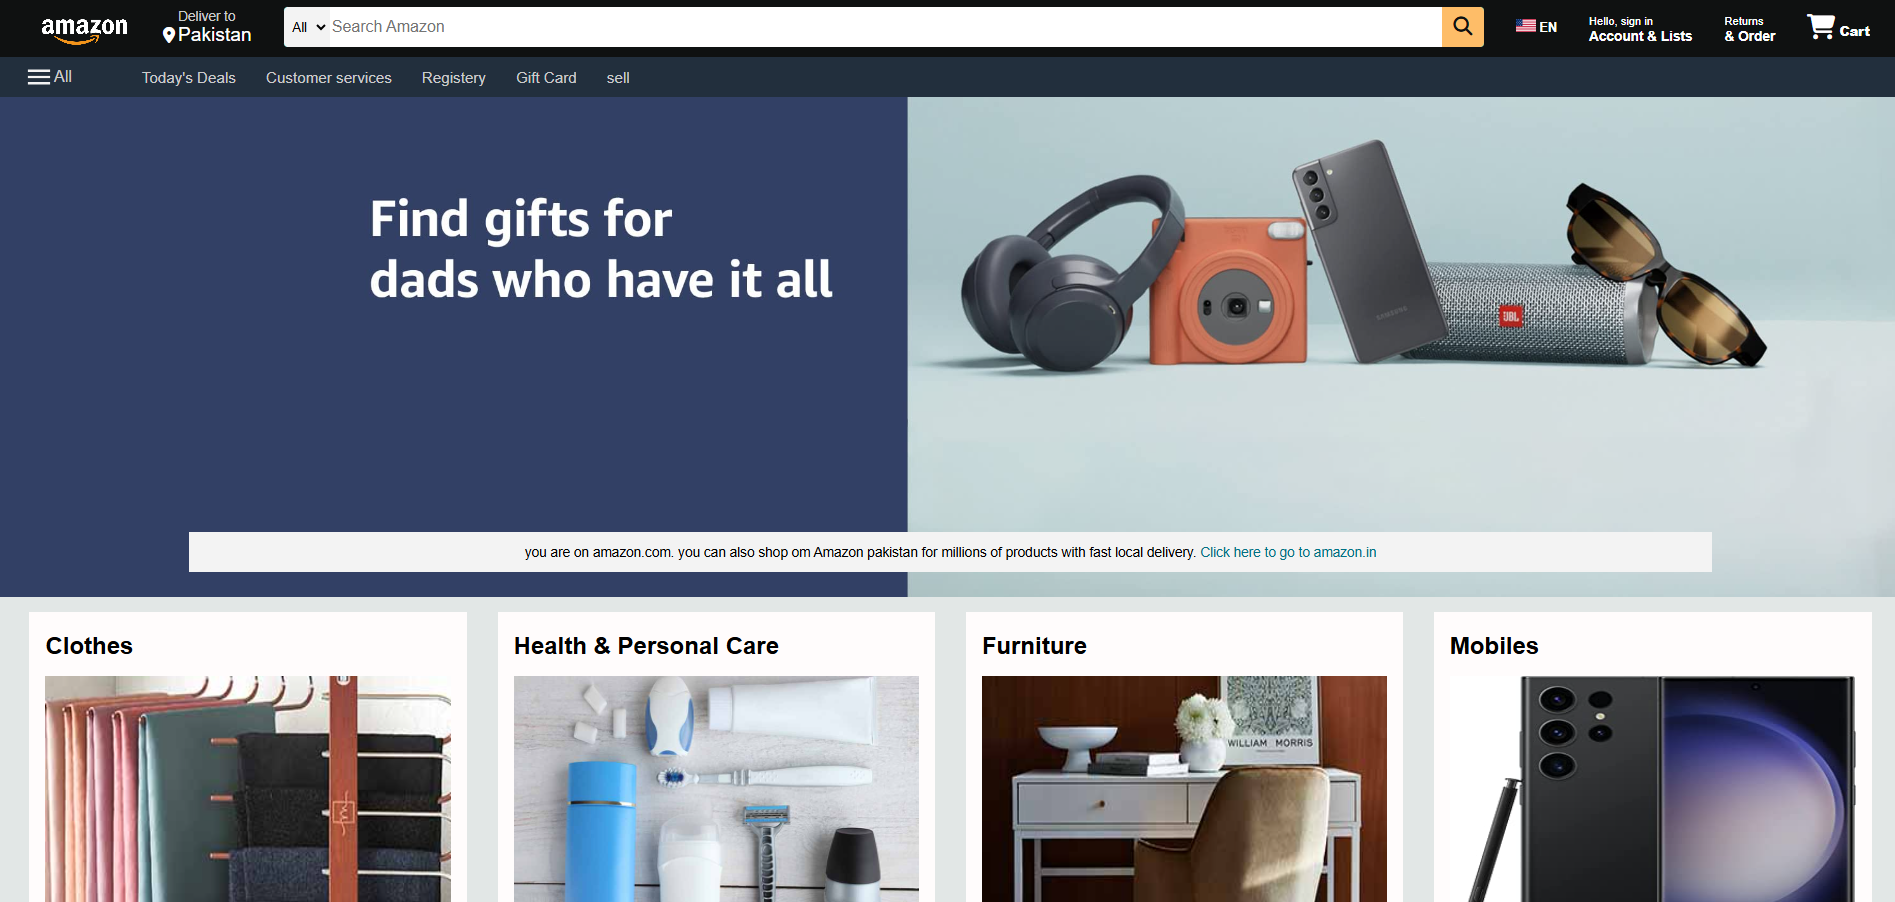 amazon
Deliver to
Pakistan
All
Search Amazon
EN
Hello, sign in
Account & Lists
Returns
& Order
Cart
All
Today's Deals
Customer services
Registery
Gift Card
sell
Find gifts for
dads who have it all
SAMSUNG
JBL
you are on amazon.com. you can also shop om Amazon pakistan for millions of products with fast local delivery. Click here to go to amazon.in
Clothes
Health & Personal Care
Furniture
Mobiles
WILLIAM MORRIS